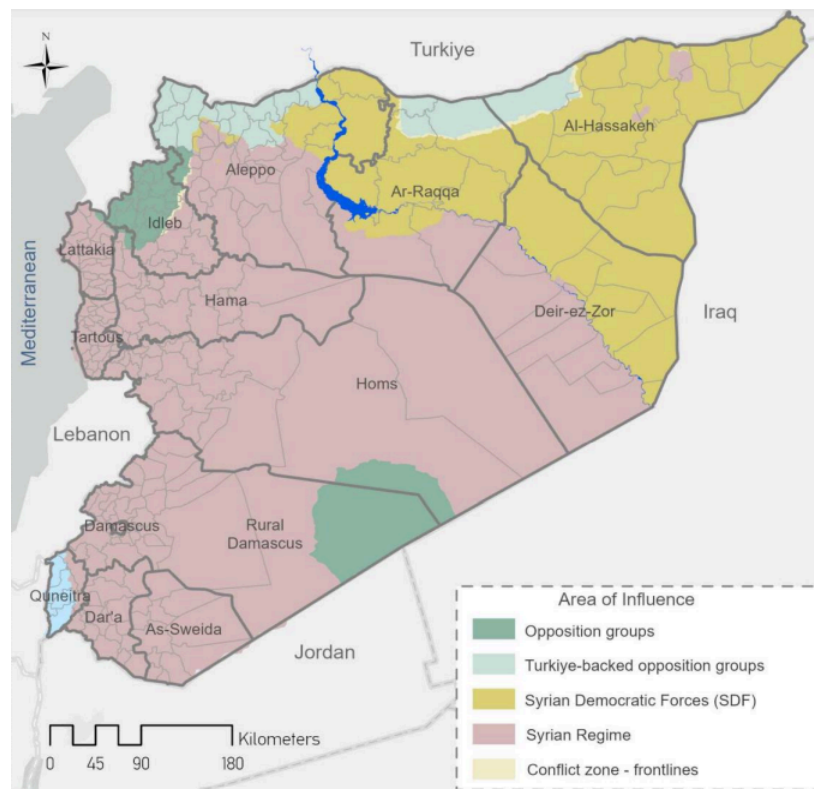 N
Turkiye
Al-Hassakeh
Aleppo
Ar-Raqqa
Idleb
Lattakia
Mediterranean
Hama
Deir-ez-Zor
Iraq
Tartous
Homs
Lebanon
Damascus
Rural
Damascus
Quneitra
Dar'a
As-Sweida
Jordan
Area of Influence
Opposition groups
Turkiye-backed opposition groups
Syrian Democratic Forces (SDF)
Syrian Regime
Conflict zone - frontlines
Kilometers
0 45 90 180